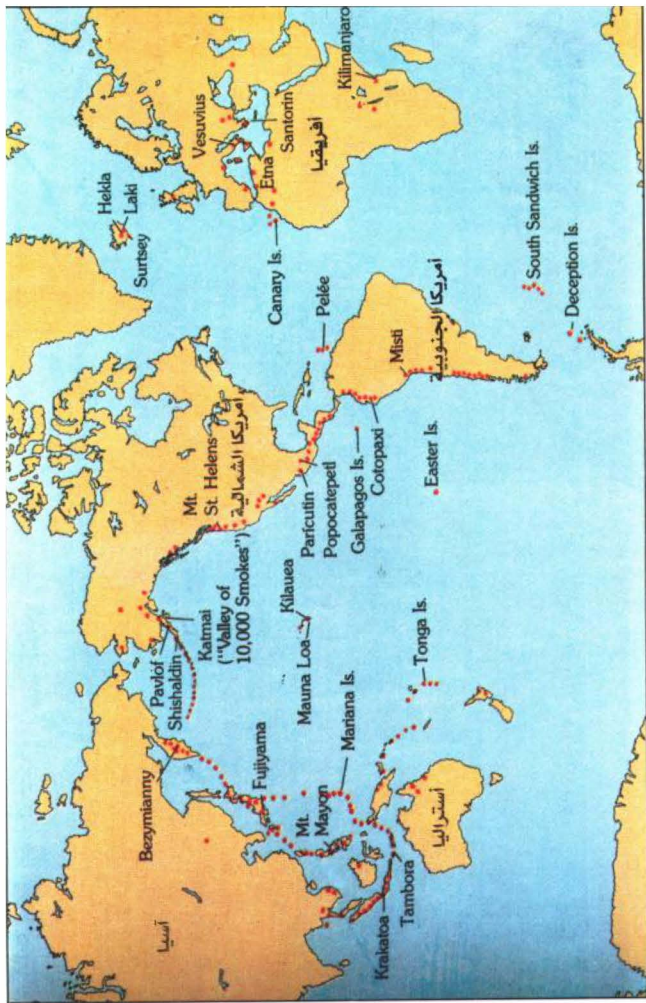 آسيا
Bezymianny
Pavlof
Shishaldin
Katmai
("Valley of
10,000 Smokes")
Mt.
St. Helens
أمريكا الشمالية
Hekla
Laki
Surtsey
Vesuvius
Etna
Santorin
Canary Is.
أفريقيا
Kilimanjaro
Fujiyama
Mt.
Mayon
Mariana Is.
Mauna Loa
Kilauea
Paricutin
Popocatepetl
Galapagos Is.
Cotopaxi
Pelée
Misti
أمريكا الجنوبية
Krakatoa
Tambora
أستراليا
Tonga Is.
Easter Is.
South Sandwich Is.
Deception Is.